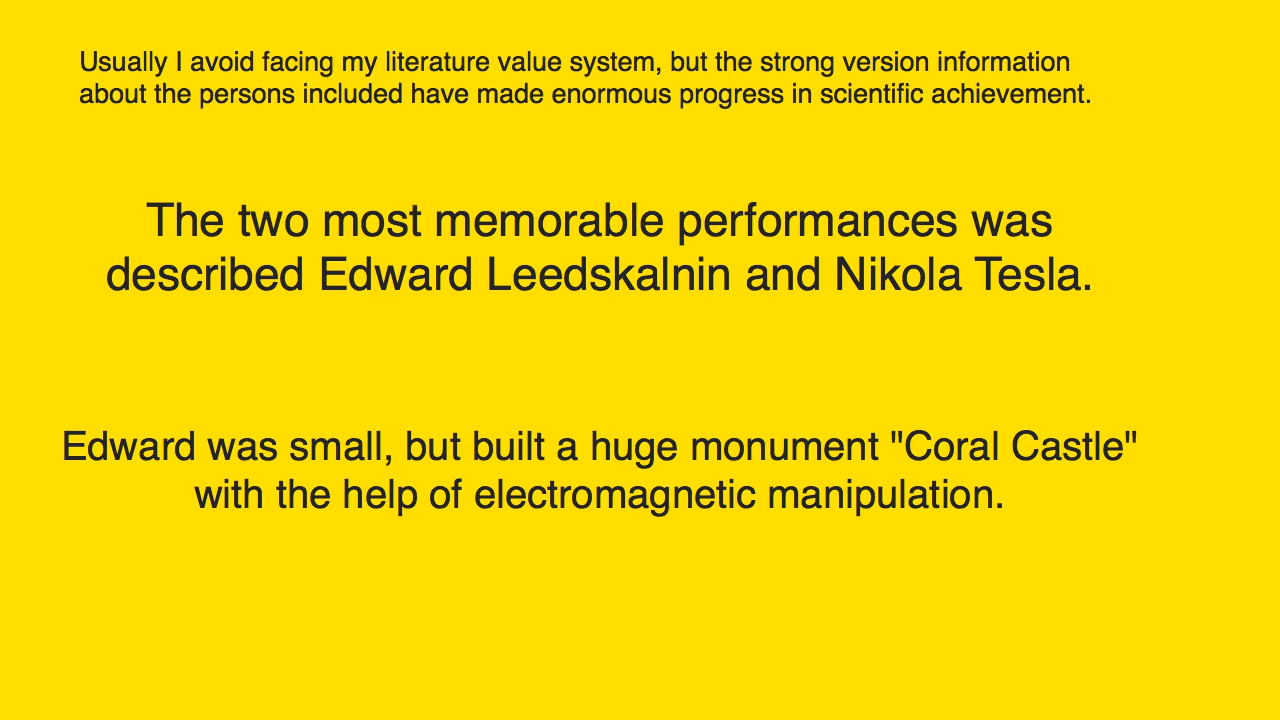 Usually I avoid facing my literature value system, but the strong version information
about the persons included have made enormous progress in scientific achievement.
The two most memorable performances was
described Edward Leedskalnin and Nikola Tesla.
Edward was small, but built a huge monument "Coral Castle"
with the help of electromagnetic manipulation.